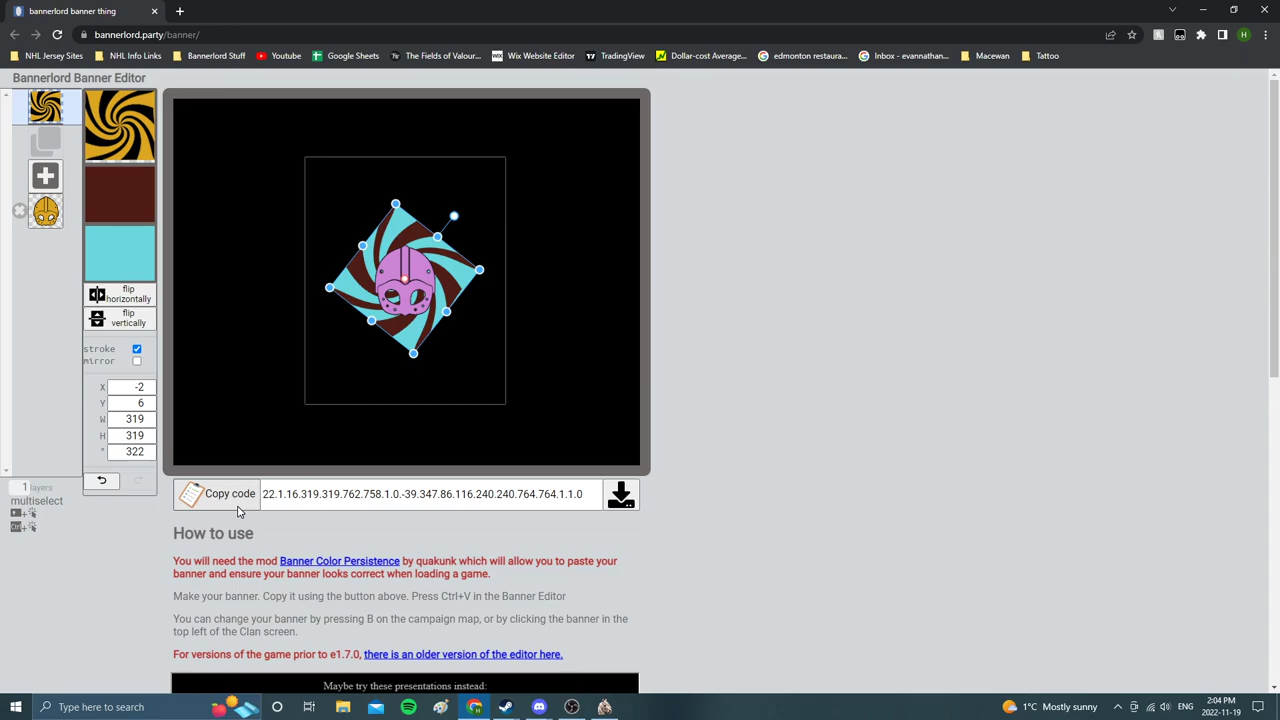 bannerlord banner thing
bannerlord.party/banner/
NHL Jersey Sites
NHL Info Links
Bannerlord Stuff
Youtube
Google Sheets
The Fields of Valour...
Wix Website Editor
TradingView
Dollar-cost Average...
edmonton restaura...
Inbox - evannathan...
Macewan
Tattoo
Bannerlord Banner Editor
flip horizontally
flip vertically
stroke
mirror
X -2
Y 6
W 319
H 319
° 322
1 layers
multiselect
Ctrl+
Copy code
22.1.16.319.319.762.758.1.0.-39.347.86.116.240.240.764.764.1.1.0
How to use
You will need the mod Banner Color Persistence by quakunk which will allow you to paste your
banner and ensure your banner looks correct when loading a game.
Make your banner. Copy it using the button above. Press Ctrl+V in the Banner Editor
You can change your banner by pressing B on the campaign map, or by clicking the banner in the
top left of the Clan screen.
For versions of the game prior to e1.7.0, there is an older version of the editor here.
Maybe try these presentations instead:
Type here to search
1°C Mostly sunny
ENG
2:04 PM
2022-11-19